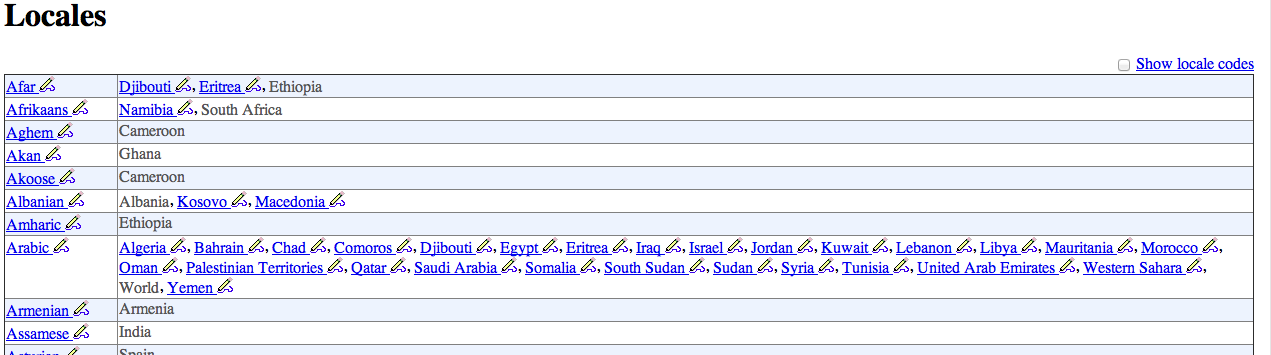 Locales
Show locale codes
Afar Djibouti, Eritrea, Ethiopia
Afrikaans Namibia, South Africa
Aghem Cameroon
Akan Ghana
Akoose Cameroon
Albanian Albania, Kosovo, Macedonia
Amharic Ethiopia
Arabic Algeria, Bahrain, Chad, Comoros, Djibouti, Egypt, Eritrea, Iraq, Israel, Jordan, Kuwait, Lebanon, Libya, Mauritania, Morocco,
Oman, Palestinian Territories, Qatar, Saudi Arabia, Somalia, South Sudan, Sudan, Syria, Tunisia, United Arab Emirates, Western Sahara,
World, Yemen
Armenian Armenia
Assamese India
Asturian Spain